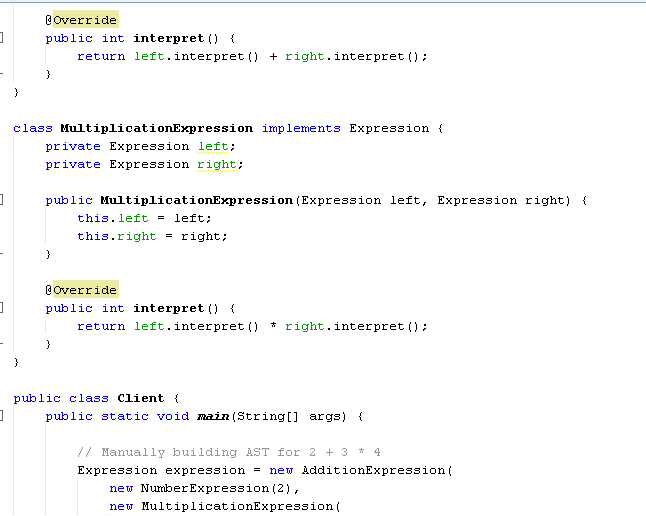 @Override
public int interpret() {
return left.interpret() + right.interpret();
}
}
class MultiplicationExpression implements Expression {
private Expression left;
private Expression right;
public MultiplicationExpression(Expression left, Expression right) {
this.left = left;
this.right = right;
}
@Override
public int interpret() {
return left.interpret() * right.interpret();
}
}
public class Client {
public static void main(String[] args) {
// Manually building AST for 2 + 3 * 4
Expression expression = new AdditionExpression(
new NumberExpression(2),
new MultiplicationExpression(